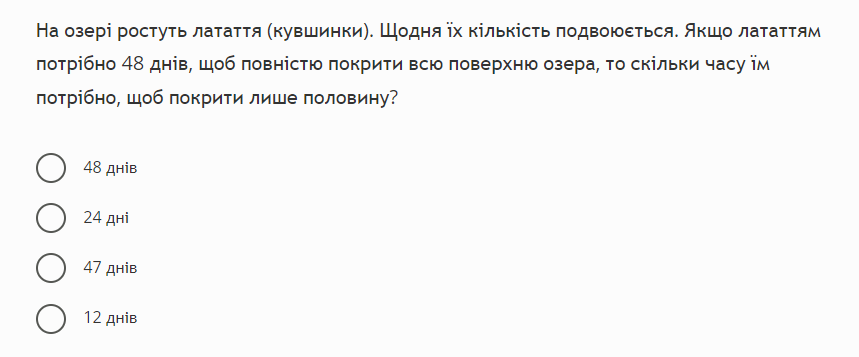 На озері ростуть латаття (кувшинки). Щодня їх кількість подвоюється. Якщо лататтям
потрібно 48 днів, щоб повністю покрити всю поверхню озера, то скільки часу їм
потрібно, щоб покрити лише половину?
48 днів
24 дні
47 днів
12 днів